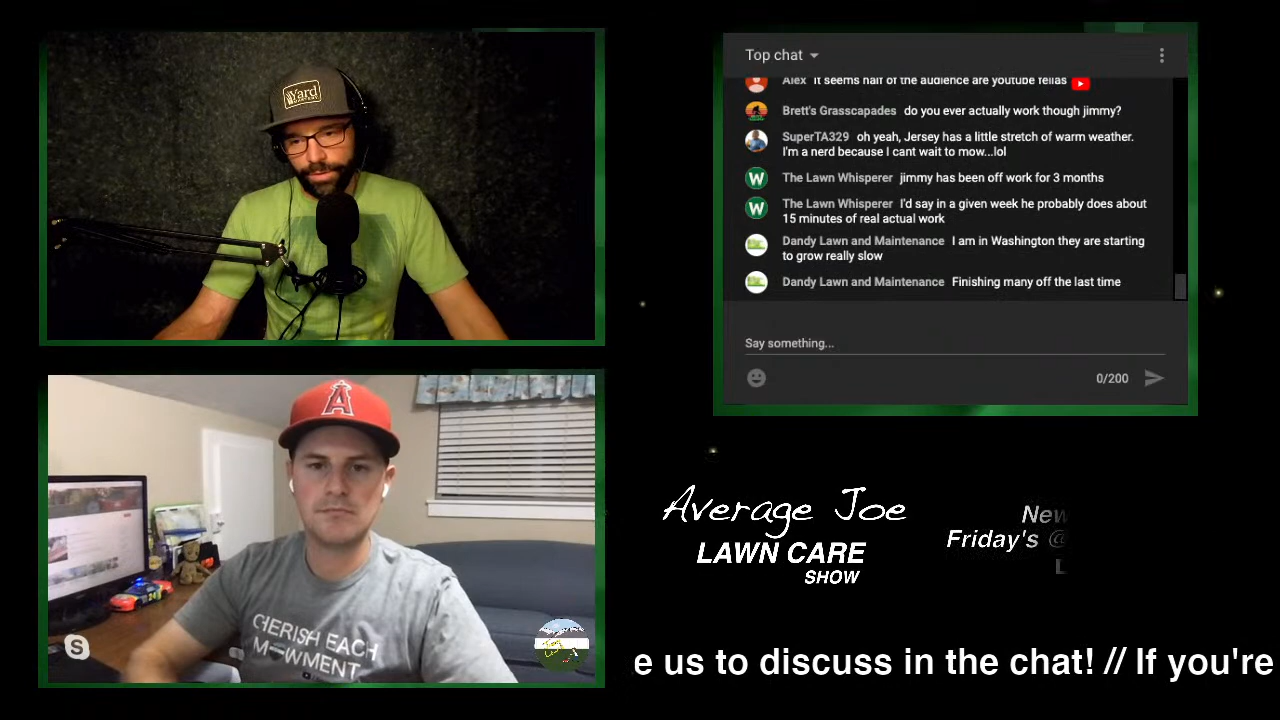 Yard
A
CHERISH EACH
M WMENT
24
S
Top chat
Alex It seems half of the audience are youtube fellas
Brett's Grasscapades do you ever actually work though jimmy?
SuperTA329 oh yeah, Jersey has a little stretch of warm weather.
I'm a nerd because I cant wait to mow...lol
W The Lawn Whisperer jimmy has been off work for 3 months
W The Lawn Whisperer I'd say in a given week he probably does about
15 minutes of real actual work
Dandy Lawn and Maintenance I am in Washington they are starting
to grow really slow
Dandy Lawn and Maintenance Finishing many off the last time
Say something...
0/200
Average Joe
LAWN CARE
SHOW
New
Friday's @
L
e us to discuss in the chat! // If you're